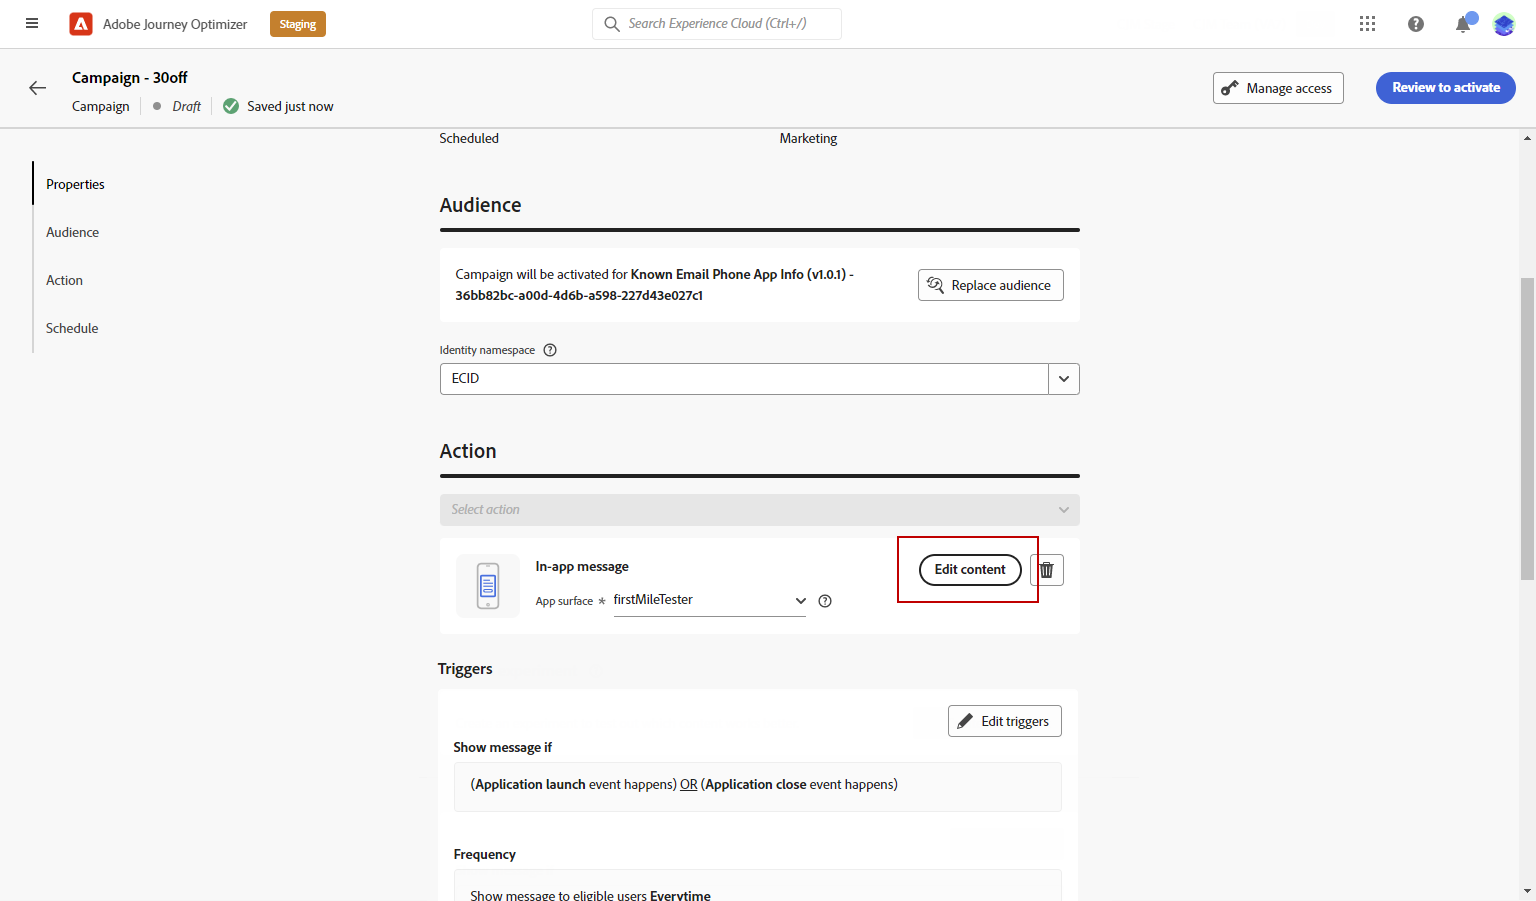 Adobe Journey Optimizer
Staging
Search Experience Cloud (Ctrl+/)
Campaign - 30off
Campaign
Draft
Saved just now
Manage access
Review to activate
Scheduled
Marketing
Properties
Audience
Action
Schedule
Audience
Campaign will be activated for Known Email Phone App Info (v1.0.1) -
36bb82bc-a00d-4d6b-a598-227d43e027c1
Replace audience
Identity namespace
ECID
Action
Select action
In-app message
App surface * firstMileTester
Edit content
Triggers
Edit triggers
Show message if
(Application launch event happens) OR (Application close event happens)
Frequency
Show message to eligible users Everytime